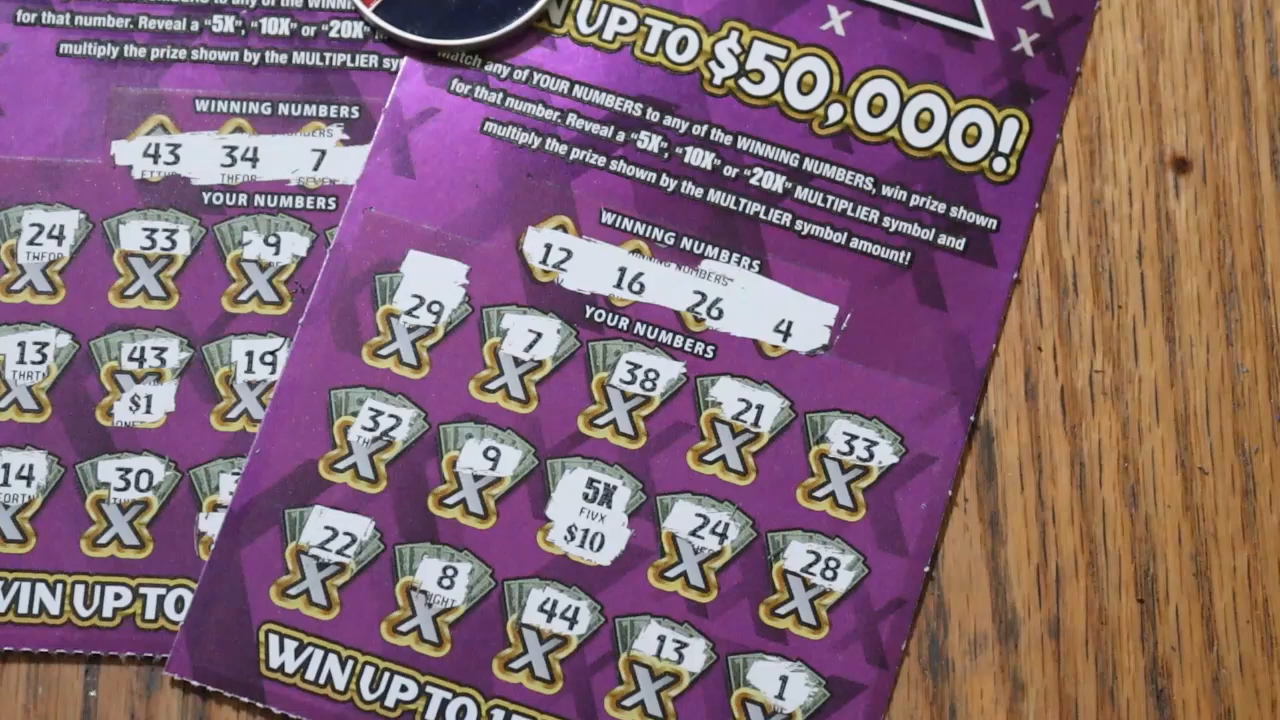 for that number. Reveal a "5X", "10X" or "20X"
multiply the prize shown by the MULTIPLIER
WINNING NUMBERS
43 34 7
THFOR SEVEN
YOUR NUMBERS
24 33 9
THFOR
13 43 19
THRTN $1
14 30
FORTN
WIN UP TO
UP TO $50,000!
Match any of YOUR NUMBERS to any of the WINNING NUMBERS, win prize shown
for that number. Reveal a "5X", "10X" or "20X" MULTIPLIER symbol and
multiply the prize shown by the MULTIPLIER symbol amount!
WINNING NUMBERS
12 16 26 4
YOUR NUMBERS
29 7 38 21 33
32 9 5X 24 28
FIVX
$10
22 8 44 13 1
WIN UP TO